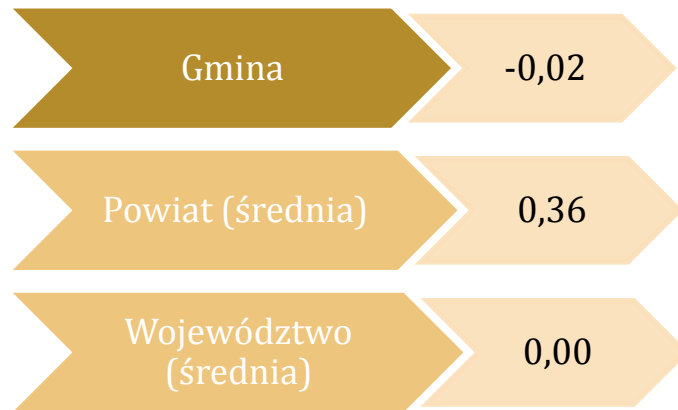 Gmina
-0,02
Powiat (średnia)
0,36
Województwo
(średnia)
0,00